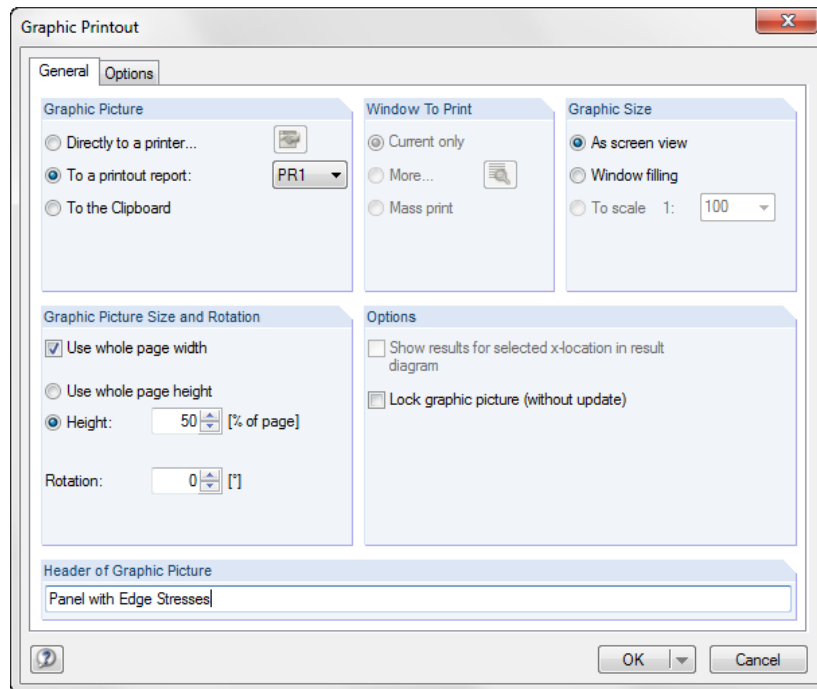 Graphic Printout
General
Options
Graphic Picture
Directly to a printer...
To a printout report:
PR1
To the Clipboard
Window To Print
Current only
More...
Mass print
Graphic Size
As screen view
Window filling
To scale 1:
100
Graphic Picture Size and Rotation
Use whole page width
Use whole page height
Height:
50
[% of page]
Rotation:
0
[°]
Options
Show results for selected x-location in result
diagram
Lock graphic picture (without update)
Header of Graphic Picture
Panel with Edge Stresses
OK
Cancel